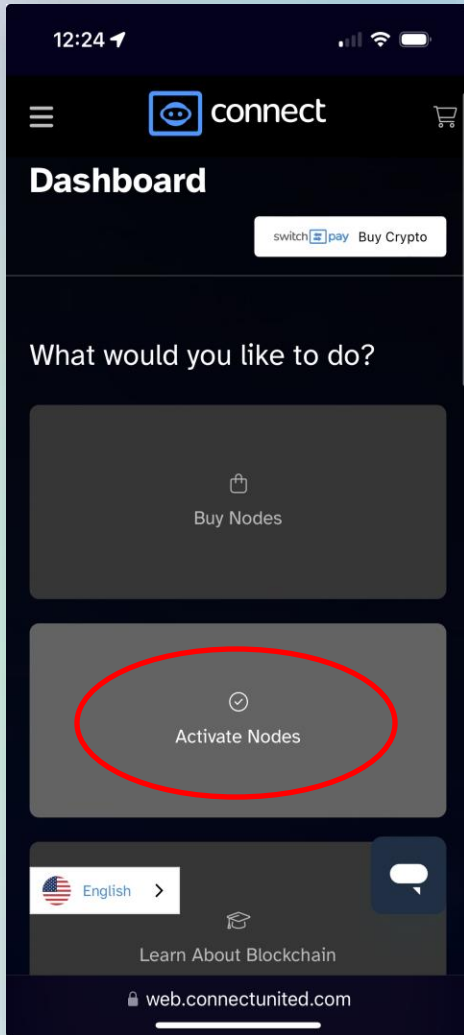 12:24
connect
Dashboard
switch pay Buy Crypto
What would you like to do?
Buy Nodes
Activate Nodes
English
Learn About Blockchain
web.connectunited.com